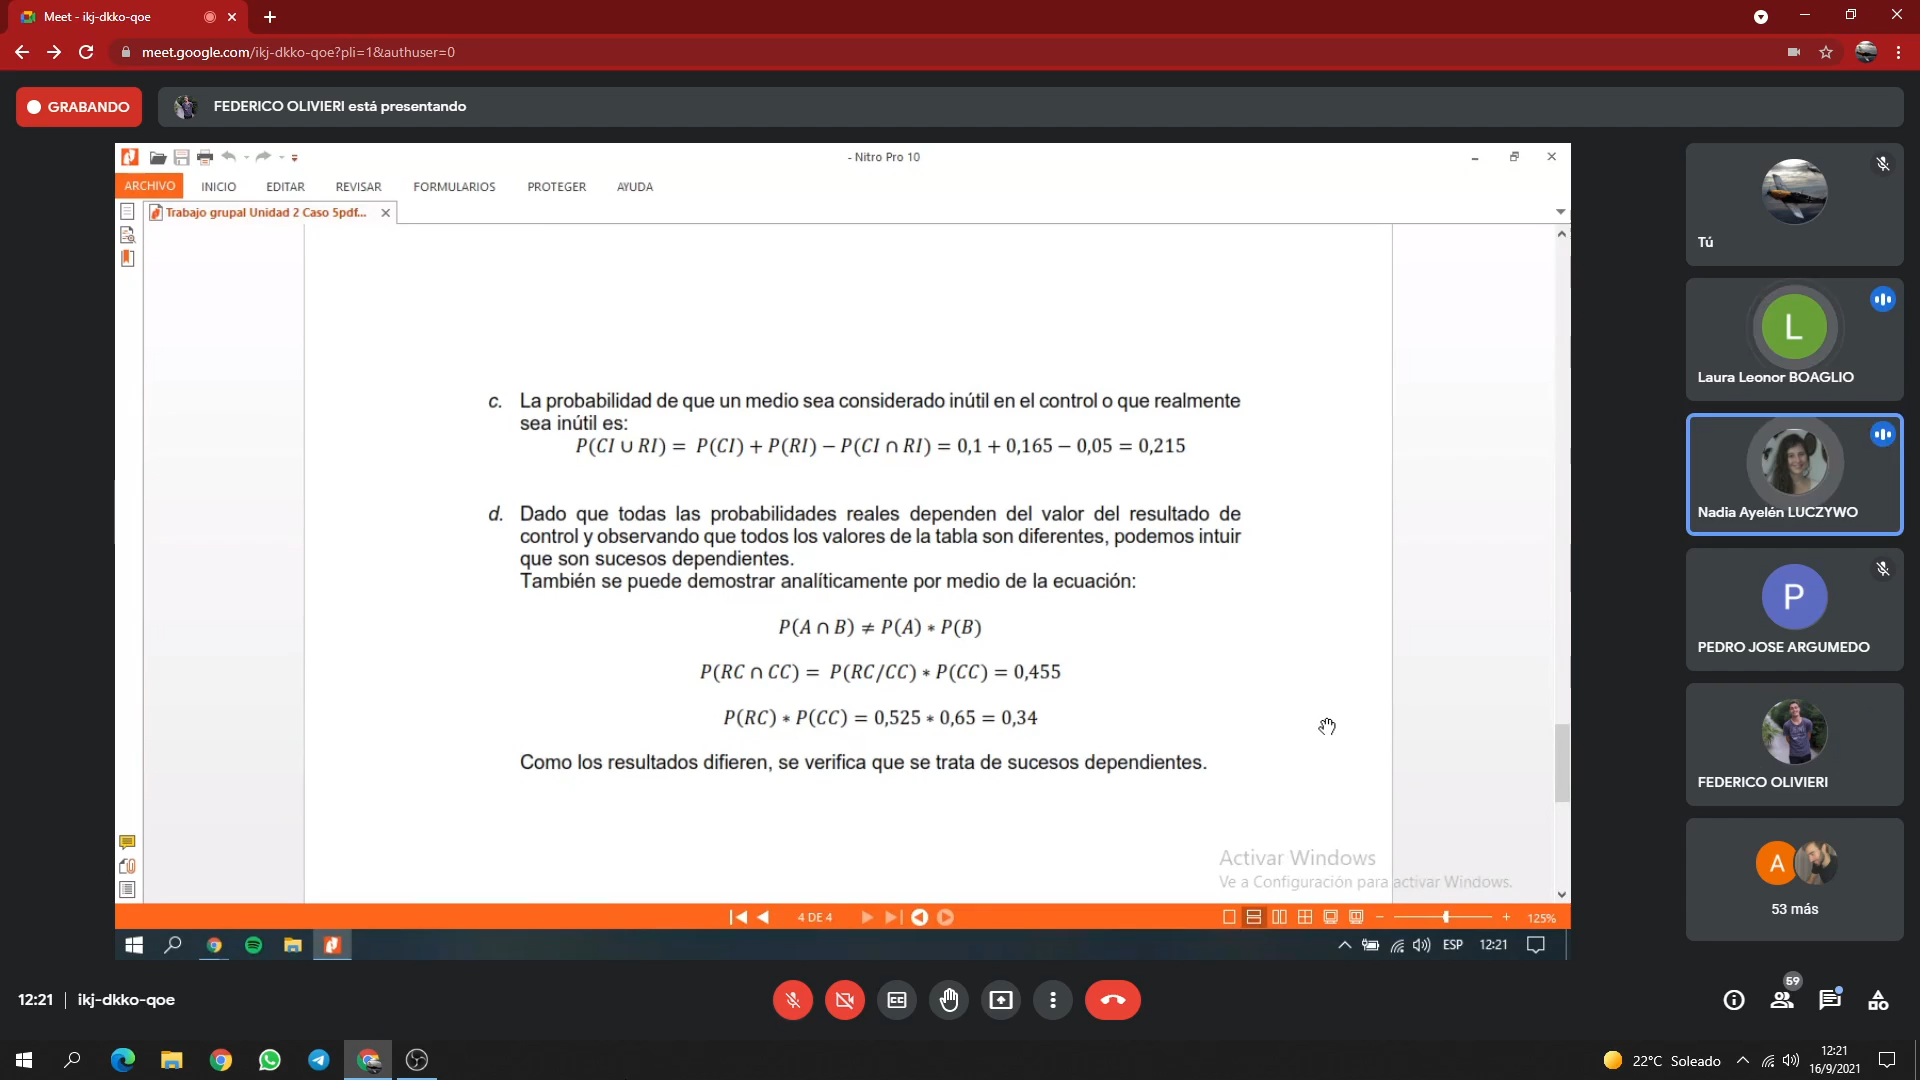 Meet - ikj-dkko-qoe
meet.google.com/ikj-dkko-qoe?pli=1&authuser=0
GRABANDO
FEDERICO OLIVIERI está presentando
- Nitro Pro 10
ARCHIVO INICIO EDITAR REVISAR FORMULARIOS PROTEGER AYUDA
Trabajo grupal Unidad 2 Caso 5pdf...
c. La probabilidad de que un medio sea considerado inútil en el control o que realmente
sea inútil es:
P(CI ∪ RI) = P(CI) + P(RI) − P(CI ∩ RI) = 0,1 + 0,165 − 0,05 = 0,215
d. Dado que todas las probabilidades reales dependen del valor del resultado de
control y observando que todos los valores de la tabla son diferentes, podemos intuir
que son sucesos dependientes.
También se puede demostrar analíticamente por medio de la ecuación:
P(A ∩ B) ≠ P(A) ∗ P(B)
P(RC ∩ CC) = P(RC/CC) ∗ P(CC) = 0,455
P(RC) ∗ P(CC) = 0,525 ∗ 0,65 = 0,34
Como los resultados difieren, se verifica que se trata de sucesos dependientes.
Activar Windows
Ve a Configuración para activar Windows.
4 DE 4
125%
ESP 12:21
Tú
L
Laura Leonor BOAGLIO
Nadia Ayelén LUCZYWO
P
PEDRO JOSE ARGUMEDO
FEDERICO OLIVIERI
A
53 más
12:21 | ikj-dkko-qoe
59
22°C Soleado
12:21
16/9/2021